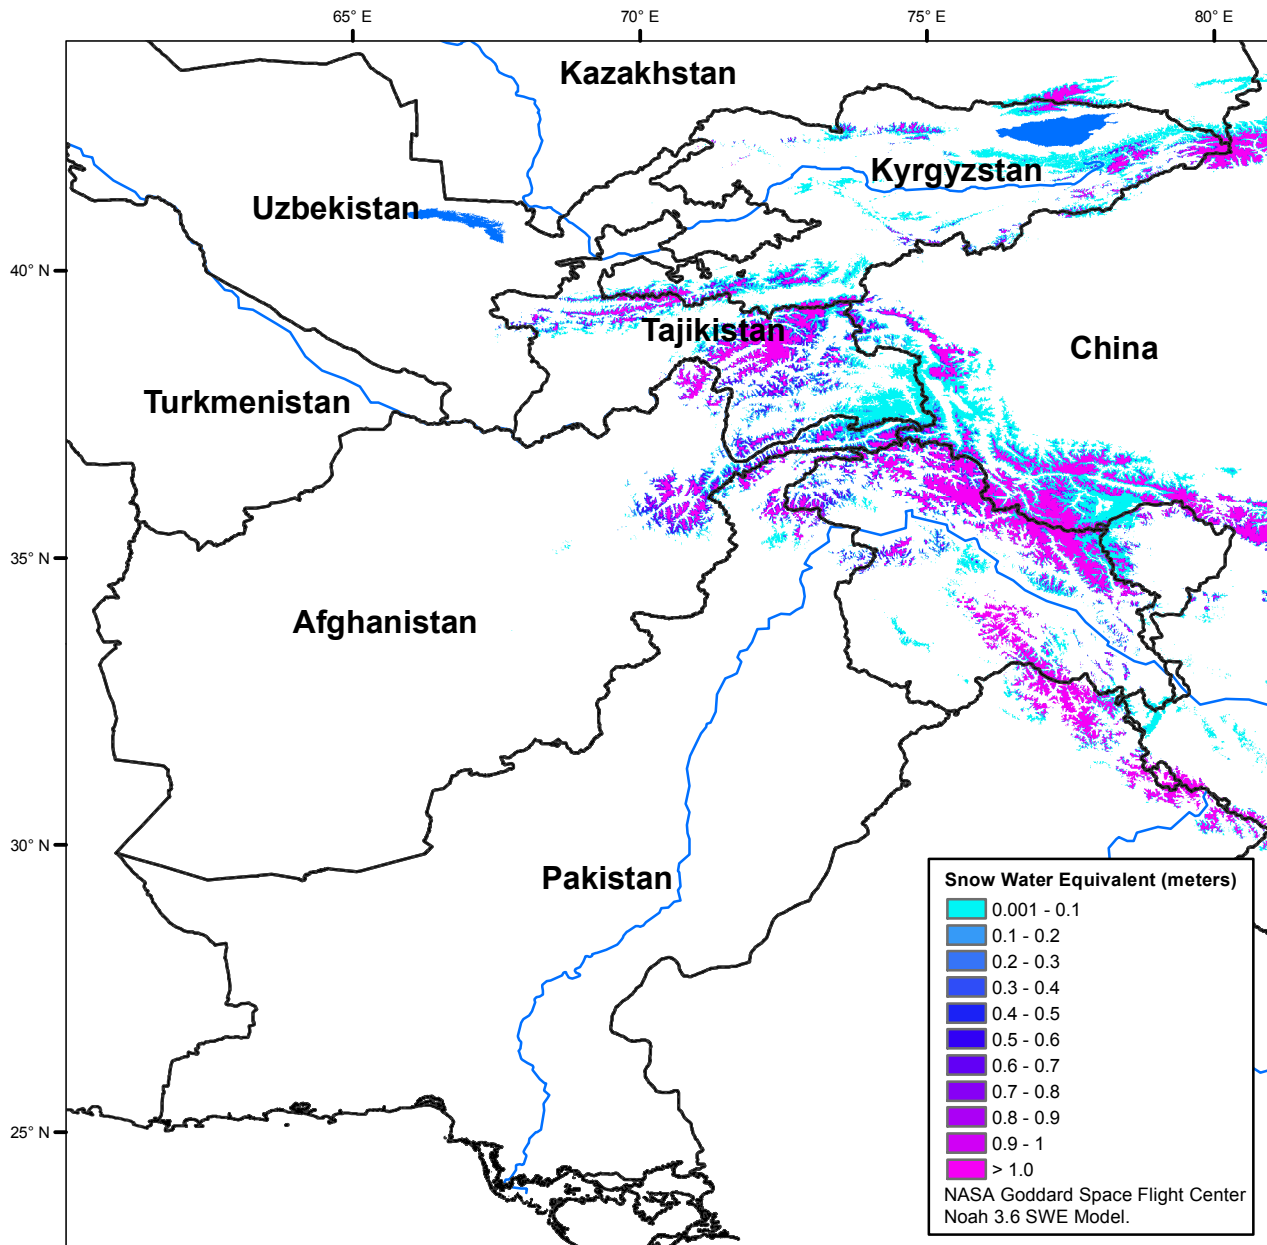 65° E
70° E
75° E
80° E
Kazakhstan
Kyrgyzstan
Uzbekistan
40° N
Tajikistan
China
Turkmenistan
35° N
Afghanistan
30° N
Pakistan
25° N
Snow Water Equivalent (meters)
0.001 - 0.1
0.1 - 0.2
0.2 - 0.3
0.3 - 0.4
0.4 - 0.5
0.5 - 0.6
0.6 - 0.7
0.7 - 0.8
0.8 - 0.9
0.9 - 1
> 1.0
NASA Goddard Space Flight Center
Noah 3.6 SWE Model.